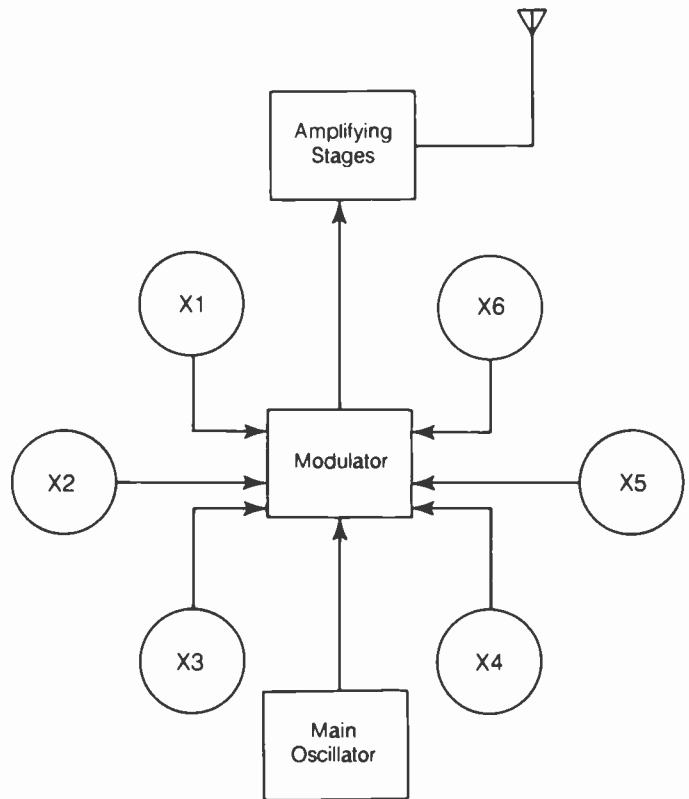 Amplifying
Stages
X1
X6
Modulator
X2
X5
X3
X4
Main
Oscillator